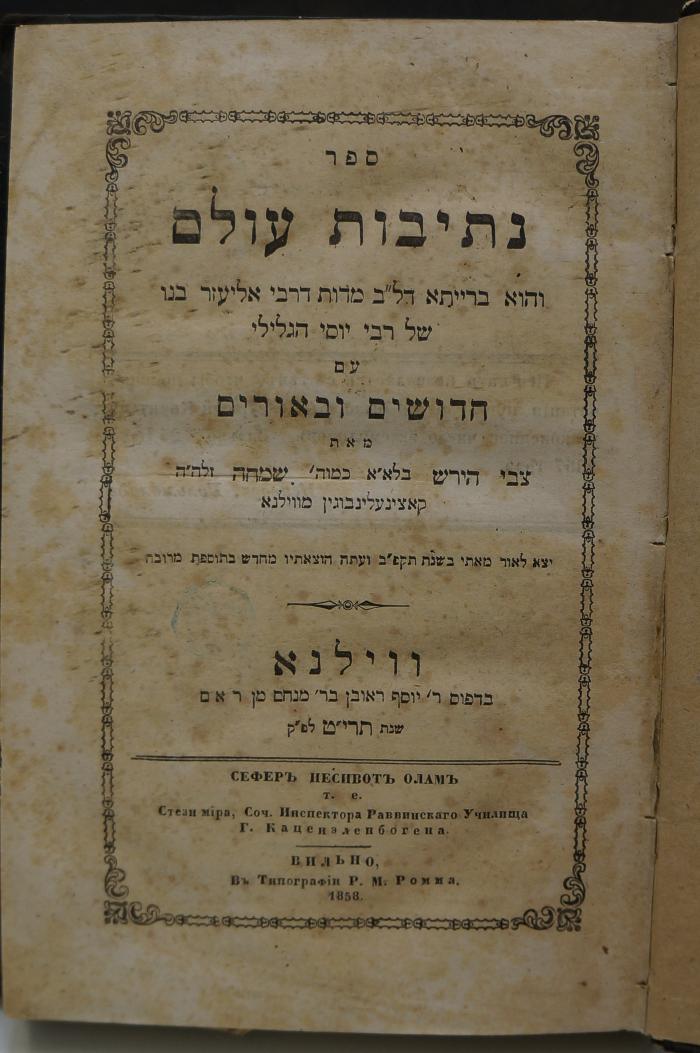 ספר
נתיבות עולם
והוא ברייתא דל"ב מדות דרבי אליעזר בנו
של רבי יוסי הגלילי
עם
חדושים ובאורים
מאת
צבי הירש בלא"א כמוה' שמחה זלה"ה
קאצינעלינבוגין מווילנא
יצא לאור מאתי בשנת תקפ"ב ועתה הוצאתיו מחדש בתוספת מרובה
ווילנא
בדפוס ר' יוסף ראובן בר' מנחם מן ראם
שנת תרי"ט לפ"ק
СЕФЕРЪ НЕСИВОТЪ ОЛАМЪ
т. е.
Стези міра, Соч. Инспектора Раввинскаго Училища
Г. Каценэленбогена.
ВИЛЬНО,
Въ Типографіи Р. М. Ромма.
1858.